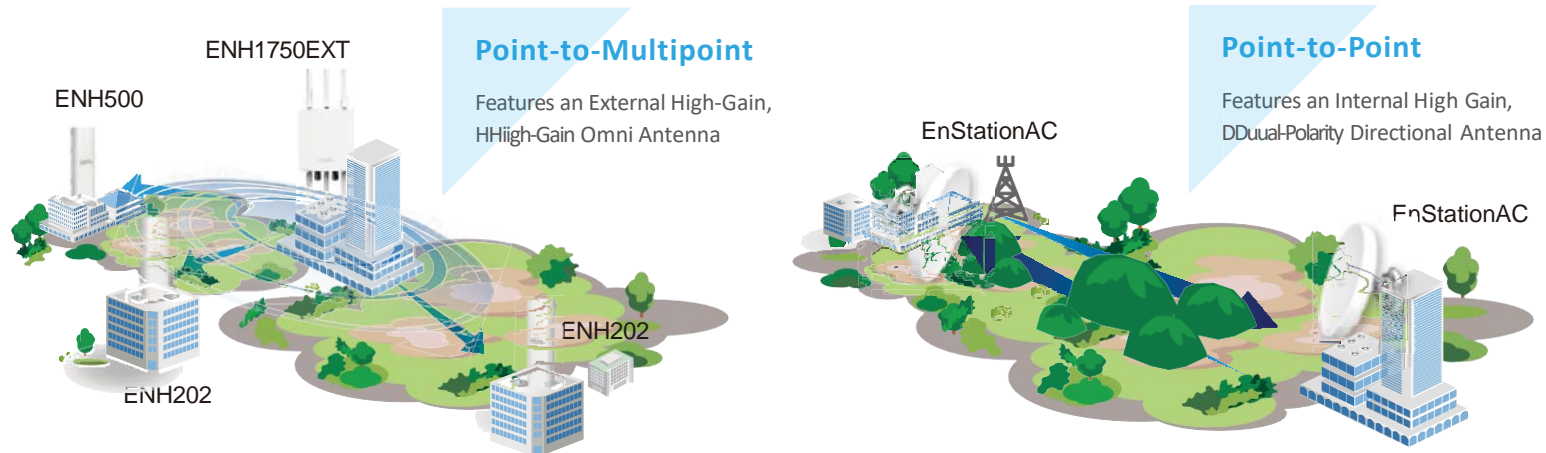 ENH1750EXT
ENH500
Point-to-Multipoint
Features an External High-Gain,
HHiigh-Gain Omni Antenna
ENH202
ENH202
Point-to-Point
Features an Internal High Gain,
DDuual-Polarity Directional Antenna
EnStationAC
EnStationAC